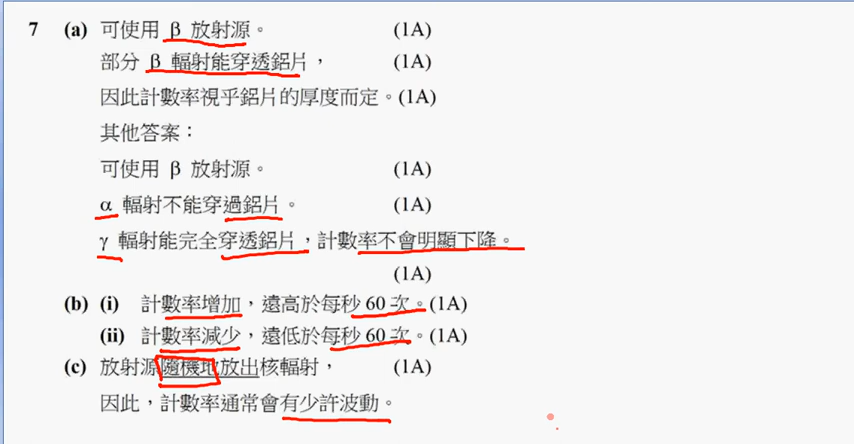 7 (a) 可使用 β 放射源。 (1A)
部分 β 輻射能穿透鋁片， (1A)
因此計數率視乎鋁片的厚度而定。(1A)
其他答案：
可使用 β 放射源。 (1A)
α 輻射不能穿過鋁片。 (1A)
γ 輻射能完全穿透鋁片，計數率不會明顯下降。
(1A)
(b) (i) 計數率增加，遠高於每秒 60 次。(1A)
(ii) 計數率減少，遠低於每秒 60 次。(1A)
(c) 放射源隨機地放出核輻射， (1A)
因此，計數率通常會有少許波動。